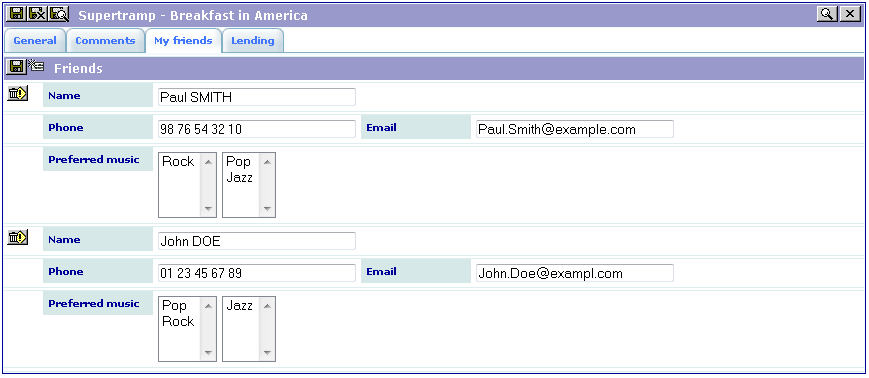 Supertramp - Breakfast in America
General Comments My friends Lending
Friends
Name Paul SMITH
Phone 98 76 54 32 10 Email Paul.Smith@example.com
Preferred music Rock Pop
Jazz
Name John DOE
Phone 01 23 45 67 89 Email John.Doe@exampl.com
Preferred music Pop Jazz
Rock